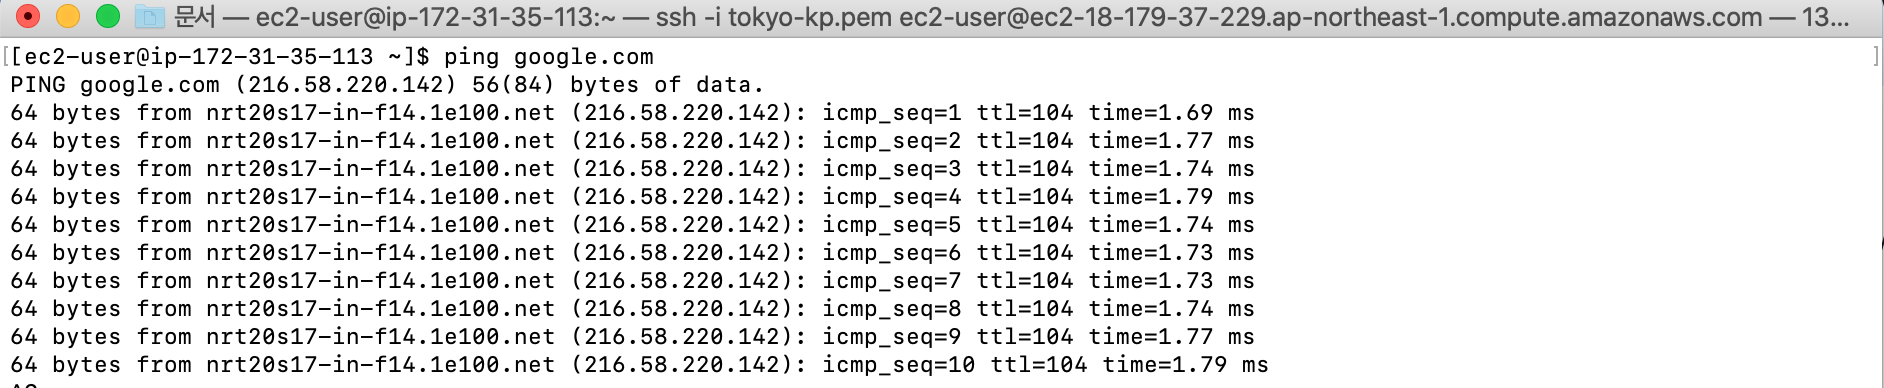 문서 — ec2-user@ip-172-31-35-113:~ — ssh -i tokyo-kp.pem ec2-user@ec2-18-179-37-229.ap-northeast-1.compute.amazonaws.com — 13...
[[ec2-user@ip-172-31-35-113 ~]$ ping google.com ]
PING google.com (216.58.220.142) 56(84) bytes of data.
64 bytes from nrt20s17-in-f14.1e100.net (216.58.220.142): icmp_seq=1 ttl=104 time=1.69 ms
64 bytes from nrt20s17-in-f14.1e100.net (216.58.220.142): icmp_seq=2 ttl=104 time=1.77 ms
64 bytes from nrt20s17-in-f14.1e100.net (216.58.220.142): icmp_seq=3 ttl=104 time=1.74 ms
64 bytes from nrt20s17-in-f14.1e100.net (216.58.220.142): icmp_seq=4 ttl=104 time=1.79 ms
64 bytes from nrt20s17-in-f14.1e100.net (216.58.220.142): icmp_seq=5 ttl=104 time=1.74 ms
64 bytes from nrt20s17-in-f14.1e100.net (216.58.220.142): icmp_seq=6 ttl=104 time=1.73 ms
64 bytes from nrt20s17-in-f14.1e100.net (216.58.220.142): icmp_seq=7 ttl=104 time=1.73 ms
64 bytes from nrt20s17-in-f14.1e100.net (216.58.220.142): icmp_seq=8 ttl=104 time=1.74 ms
64 bytes from nrt20s17-in-f14.1e100.net (216.58.220.142): icmp_seq=9 ttl=104 time=1.77 ms
64 bytes from nrt20s17-in-f14.1e100.net (216.58.220.142): icmp_seq=10 ttl=104 time=1.79 ms